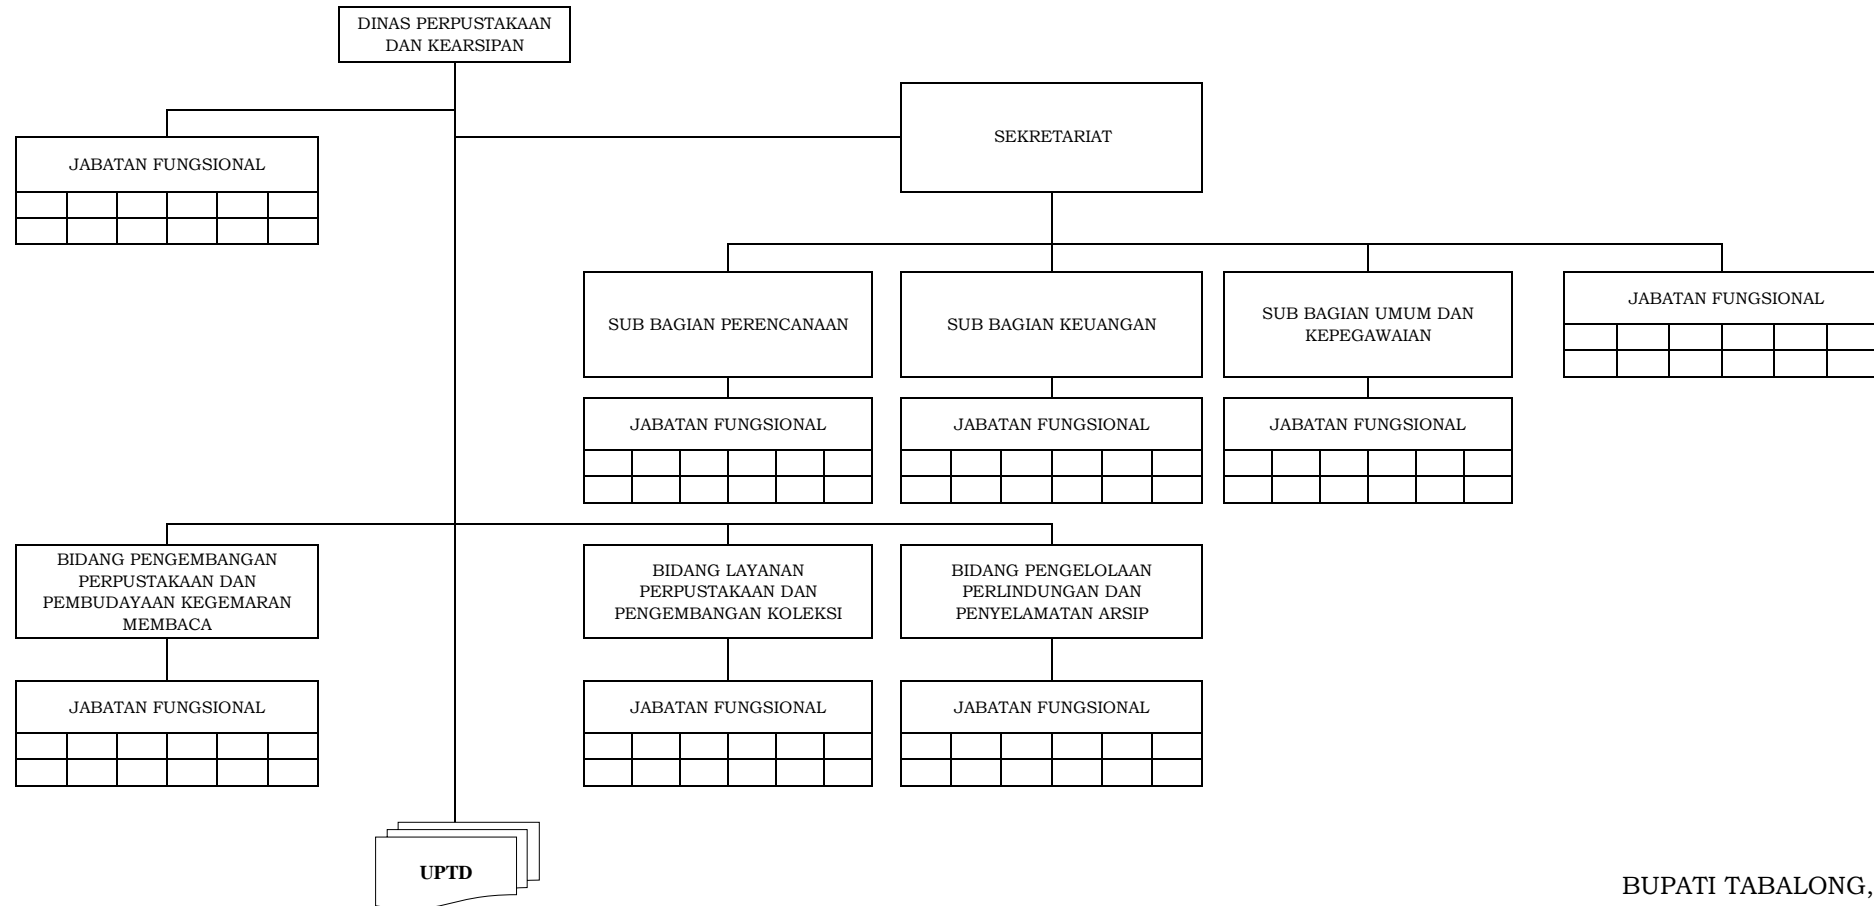 DINAS PERPUSTAKAAN
DAN KEARSIPAN
SEKRETARIAT
JABATAN FUNGSIONAL
SUB BAGIAN PERENCANAAN
SUB BAGIAN KEUANGAN
SUB BAGIAN UMUM DAN
KEPEGAWAIAN
JABATAN FUNGSIONAL
JABATAN FUNGSIONAL
JABATAN FUNGSIONAL
JABATAN FUNGSIONAL
BIDANG PENGEMBANGAN
PERPUSTAKAAN DAN
PEMBUDAYAAN KEGEMARAN
MEMBACA
BIDANG LAYANAN
PERPUSTAKAAN DAN
PENGEMBANGAN KOLEKSI
BIDANG PENGELOLAAN
PERLINDUNGAN DAN
PENYELAMATAN ARSIP
JABATAN FUNGSIONAL
JABATAN FUNGSIONAL
JABATAN FUNGSIONAL
UPTD
BUPATI TABALONG,